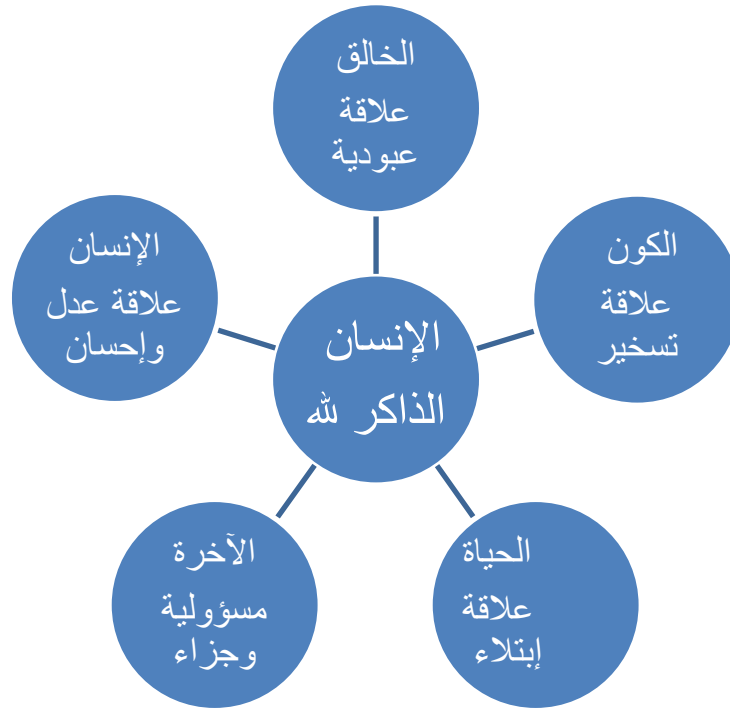 الخالق
علاقة
عبودية
الكون
علاقة
تسخير
الحياة
علاقة
إبتلاء
الآخرة
مسؤولية
وجزاء
الإنسان
علاقة عدل
وإحسان
الإنسان
الذاكر لله